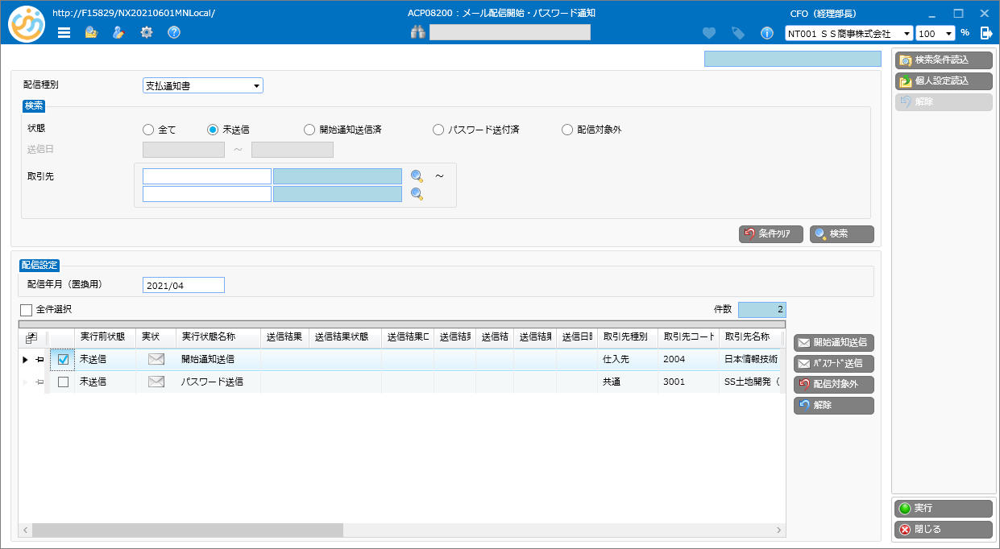 http://F15829/NX20210601MNLocal/
ACP08200：メール配信開始・パスワード通知
CFO（経理部長）
NT001 ＳＳ商事株式会社
100
%
検索条件読込
個人設定読込
解除
配信種別
支払通知書
検索
状態
全て
未送信
開始通知送信済
パスワード送付済
配信対象外
送信日
～
取引先
～
条件ｸﾘｱ
検索
配信設定
配信年月（置換用）
2021/04
全件選択
件数
2
実行前状態 実状 実行状態名称 送信結果 送信結果状態 送信結果 送信結 送信結 送信結 送信日 取引先種別 取引先コート 取引先名称
未送信 開始通知送信 仕入先 2004 日本情報技術
未送信 パスワード送信 共通 3001 SS土地開発（
開始通知送信
ﾊﾟｽﾜｰﾄﾞ送信
配信対象外
解除
実行
閉じる